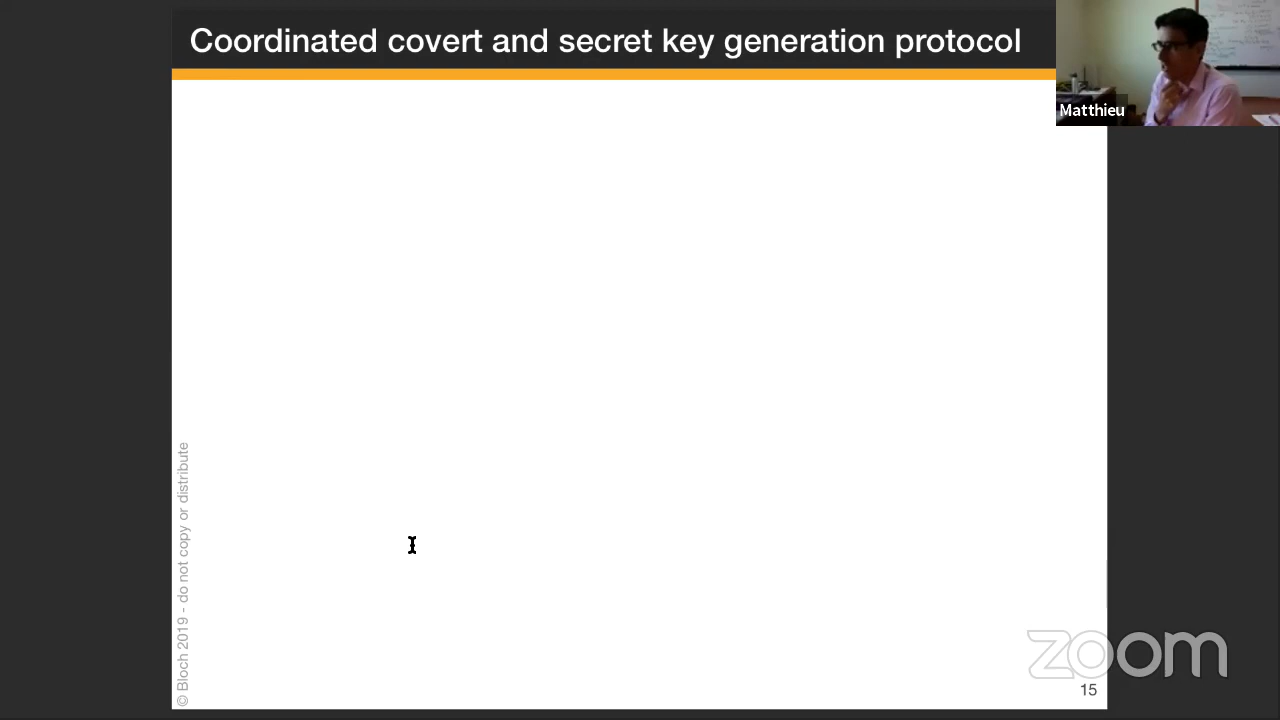 Coordinated covert and secret key generation protocol
Matthieu
© Bloch 2019 - do not copy or distribute
zoom
15